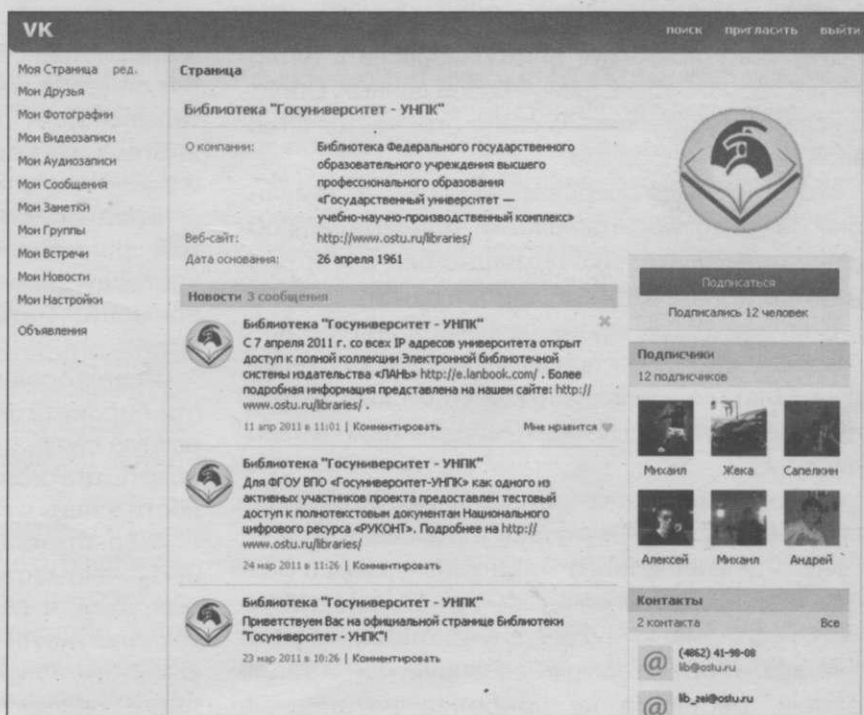 VK
поиск пригласить выйти
Моя Страница ред.
Мои Друзья
Мои Фотографии
Мои Видеозаписи
Мои Аудиозаписи
Мои Сообщения
Мои Заметки
Мои Группы
Мои Встречи
Мои Новости
Мои Настройки
Объявления
Страница
Библиотека "Госуниверситет - УНПК"
О компании: Библиотека Федерального государственного
образовательного учреждения высшего
профессионального образования
«Государственный университет —
учебно-научно-производственный комплекс»
Веб-сайт: http://www.ostu.ru/libraries/
Дата основания: 26 апреля 1961
Новости 3 сообщения
Библиотека "Госуниверситет - УНПК"
С 7 апреля 2011 г. со всех IP адресов университета открыт
доступ к полной коллекции Электронной библиотечной
системы издательства «ЛАНЬ» http://e.lanbook.com/ . Более
подробная информация представлена на нашем сайте: http://
www.ostu.ru/libraries/ .
11 апр 2011 в 11:01 | Комментировать Мне нравится
Библиотека "Госуниверситет - УНПК"
Для ФГОУ ВПО «Госуниверситет-УНПК» как одного из
активных участников проекта предоставлен тестовый
доступ к полнотекстовым документам Национального
цифрового ресурса «РУКОНТ». Подробнее на http://
www.ostu.ru/libraries/
24 мар 2011 в 11:26 | Комментировать
Библиотека "Госуниверситет - УНПК"
Приветствуем Вас на официальной странице Библиотеки
"Госуниверситет - УНПК"!
23 мар 2011 в 10:26 | Комментировать
Подписаться
Подписались 12 человек
Подписчики
12 подписчиков
Михаил Жека Сапелкин
Алексей Михаил Андрей
Контакты
2 контакта Все
@ (4862) 41-98-08
lib@ostu.ru
@ lib_zei@ostu.ru